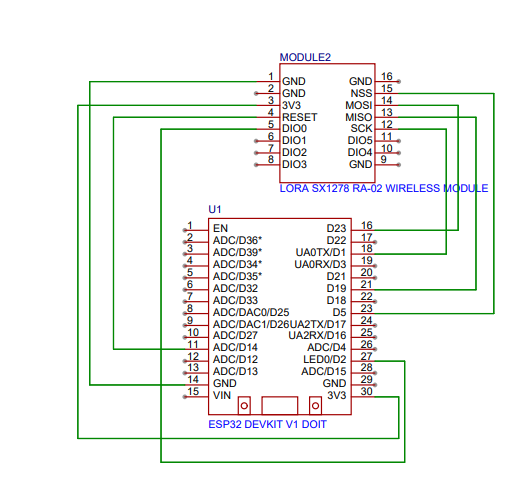 MODULE2
1 GND GND 16
2 GND NSS 15
3 3V3 MOSI 14
4 RESET MISO 13
5 DIO0 SCK 12
6 DIO1 DIO5 11
7 DIO2 DIO4 10
8 DIO3 GND 9
LORA SX1278 RA-02 WIRELESS MODULE
U1
1 EN D23 16
2 ADC/D36* D22 17
3 ADC/D39* UA0TX/D1 18
4 ADC/D34* UA0RX/D3 19
5 ADC/D35* D21 20
6 ADC/D32 D19 21
7 ADC/D33 D18 22
8 ADC/DAC0/D25 D5 23
9 ADC/DAC1/D26 UA2TX/D17 24
10 ADC/D27 UA2RX/D16 25
11 ADC/D14 ADC/D4 26
12 ADC/D12 LED0/D2 27
13 ADC/D13 ADC/D15 28
14 GND GND 29
15 VIN 3V3 30
ESP32 DEVKIT V1 DOIT